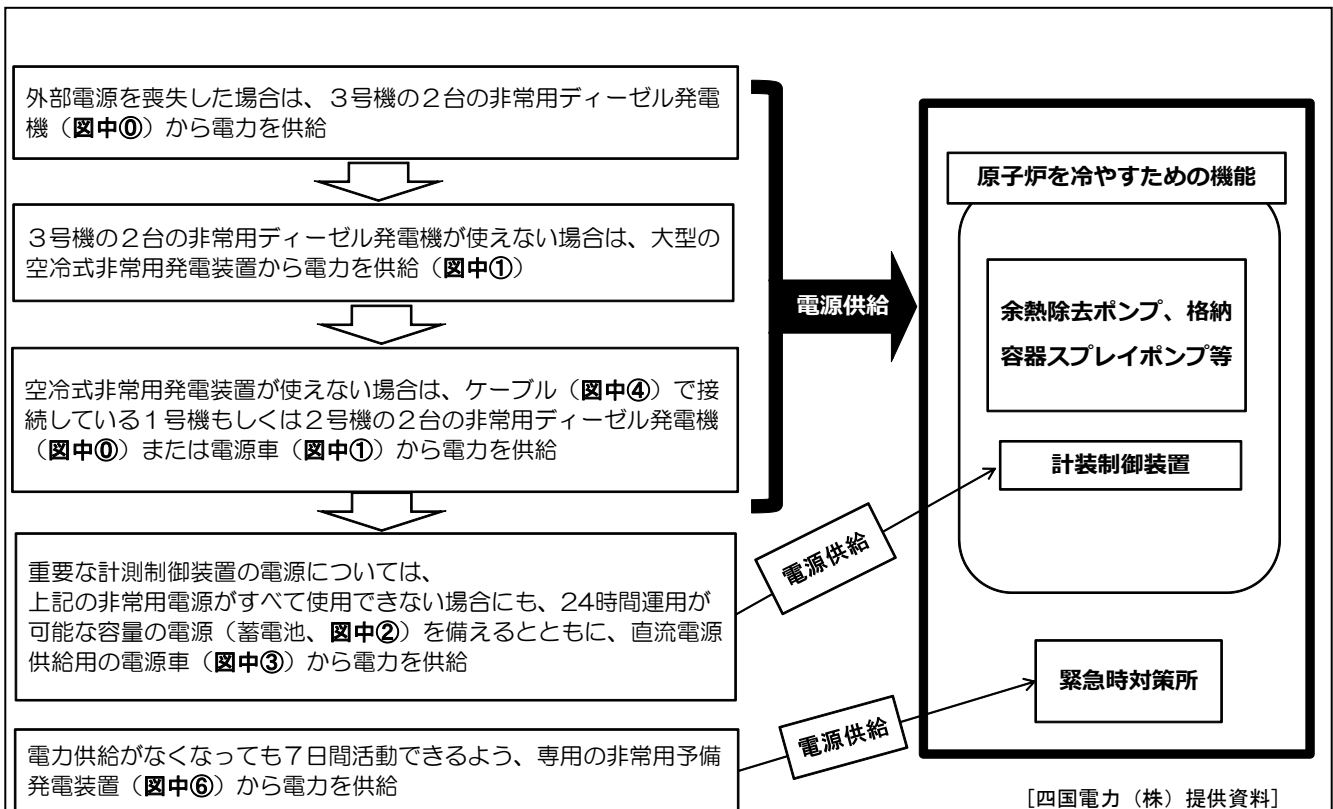 外部電源を喪失した場合は、３号機の２台の非常用ディーゼル発電
機（図中⓪）から電力を供給
３号機の２台の非常用ディーゼル発電機が使えない場合は、大型の
空冷式非常用発電装置から電力を供給（図中①）
空冷式非常用発電装置が使えない場合は、ケーブル（図中④）で接
続している１号機もしくは２号機の２台の非常用ディーゼル発電機
（図中⓪）または電源車（図中①）から電力を供給
重要な計測制御装置の電源については、
上記の非常用電源がすべて使用できない場合にも、24時間運用が
可能な容量の電源（蓄電池、図中②）を備えるとともに、直流電源
供給用の電源車（図中③）から電力を供給
電力供給がなくなっても７日間活動できるよう、専用の非常用予備
発電装置（図中⑥）から電力を供給
電源供給
電源供給
電源供給
原子炉を冷やすための機能
余熱除去ポンプ、格納
容器スプレイポンプ等
計装制御装置
緊急時対策所
［四国電力（株）提供資料］